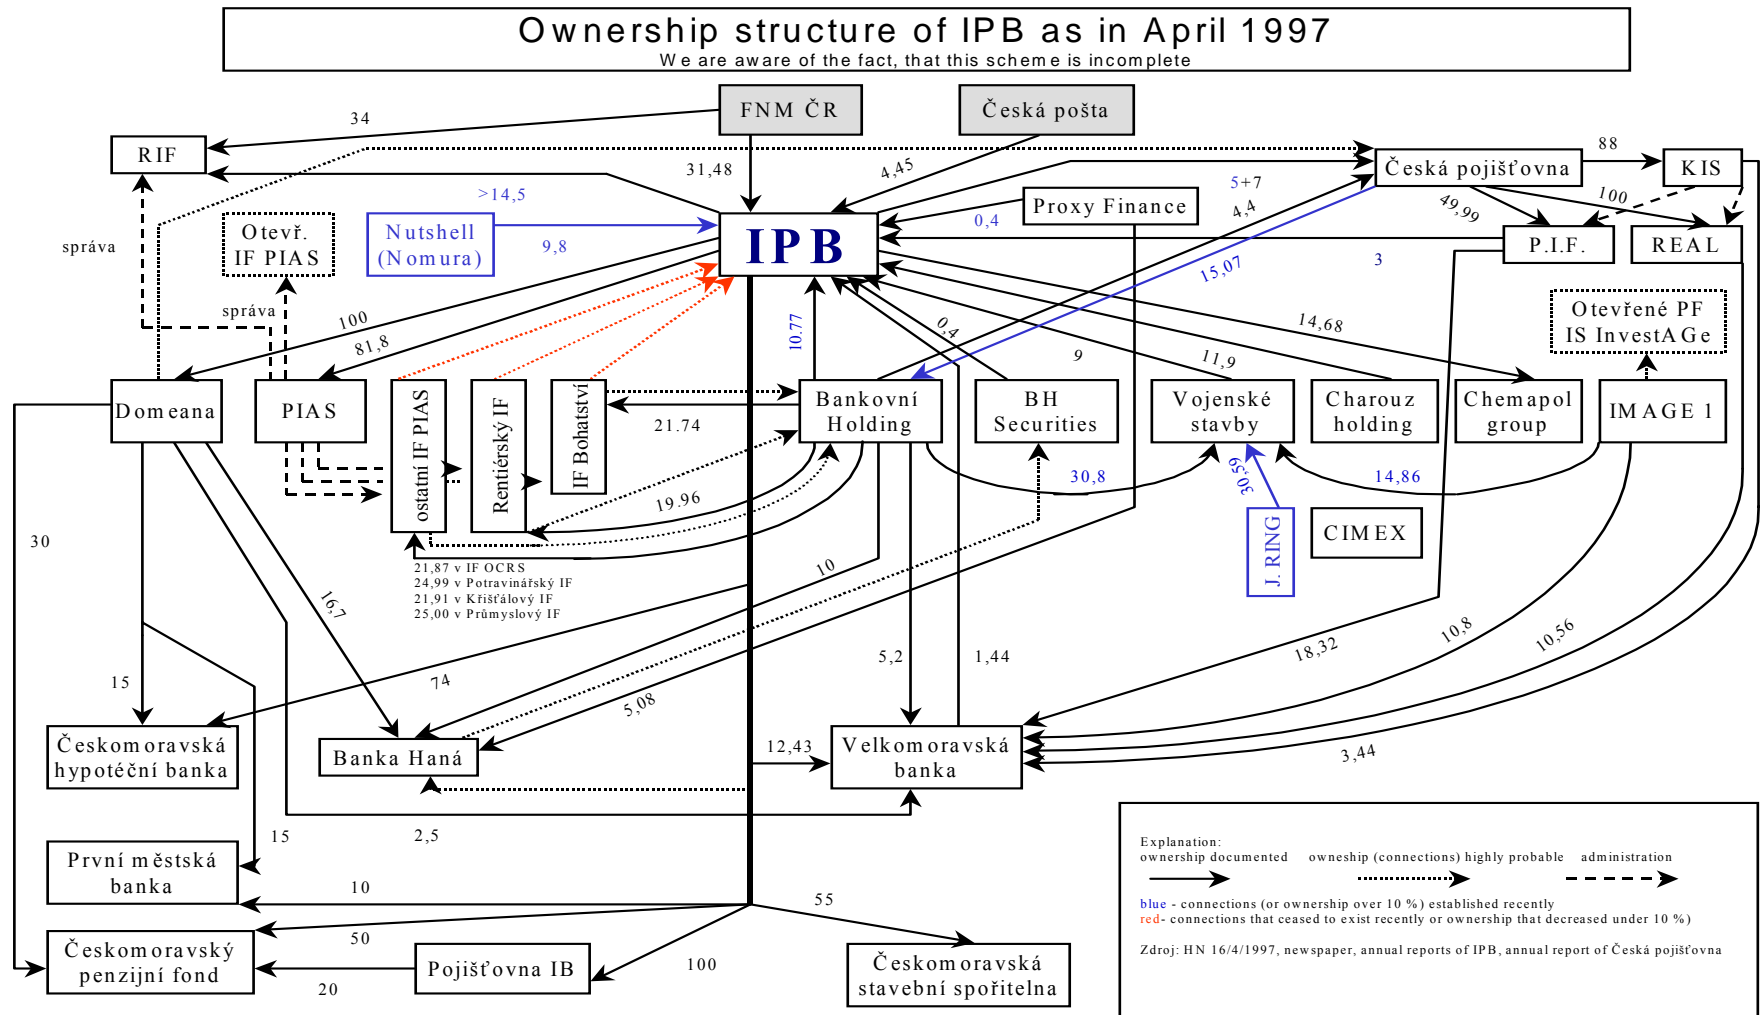 Ownership structure of IPB as in April 1997
We are aware of the fact, that this scheme is incomplete
FNM ČR
Česká pošta
34
RIF
31,48
4,45
88
Česká pojišťovna
KIS
>14,5
5+7
4,4
49,99
100
Proxy Finance
0,4
správa
Otevř.
IF PIAS
Nutshell
(Nomura)
9,8
IPB
P.I.F.
REAL
3
15,07
správa
100
81,8
10.77
0,4
9
11,9
14,68
Otevřené PF
IS InvestAGe
Domeana
PIAS
ostatní IF PIAS
Rentiérský IF
IF Bohatství
21.74
Bankovní
Holding
BH
Securities
Vojenské
stavby
Charouz
holding
Chemapol
group
IMAGE 1
19.96
30,8
30,59
14,86
J. RING
CIMEX
30
21,87 v IF OCRS
24,99 v Potravinářský IF
21,91 v Křišťálový IF
25,00 v Průmyslový IF
10
16,7
15
74
5,08
5,2
1,44
18,32
10,8
10,56
3,44
Českomoravská
hypotéční banka
Banka Haná
12,43
Velkomoravská
banka
2,5
15
První městská
banka
10
55
50
Českomoravský
penzijní fond
20
Pojišťovna IB
100
Českomoravská
stavební spořitelna
Explanation:
ownership documented owneship (connections) highly probable administration
blue - connections (or ownership over 10 %) established recently
red- connections that ceased to exist recently or ownership that decreased under 10 %)
Zdroj: HN 16/4/1997, newspaper, annual reports of IPB, annual report of Česká pojišťovna